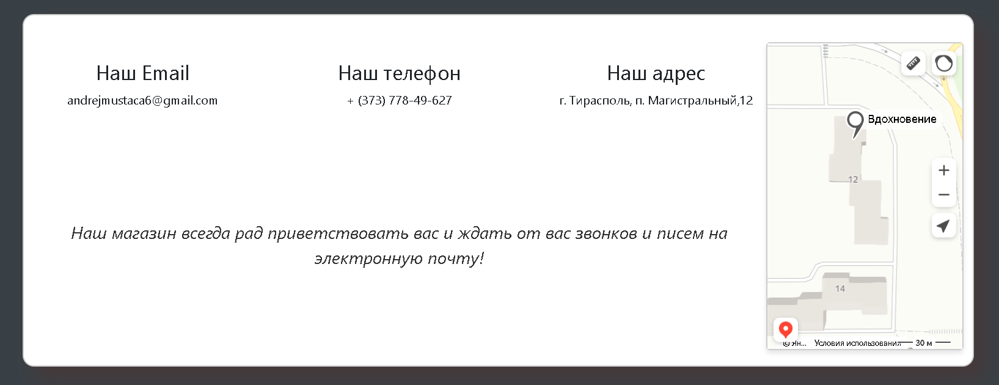 Наш Email
andrejmustaca6@gmail.com
Наш телефон
+ (373) 778-49-627
Наш адрес
г. Тирасполь, п. Магистральный,12
Наш магазин всегда рад приветствовать вас и ждать от вас звонков и писем на
электронную почту!
Вдохновение
12
14
© Ян... Условия использования 30 м